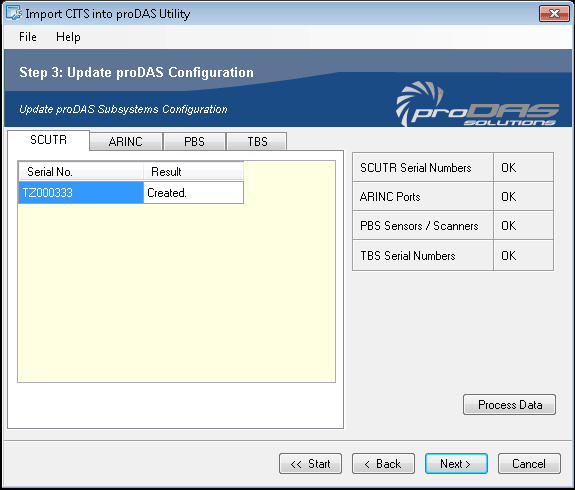 Import CITS into proDAS Utility
File Help
Step 3: Update proDAS Configuration
Update proDAS Subsystems Configuration
proDAS
SOLUTIONS
SCUTR ARINC PBS TBS
Serial No. Result
TZ000333 Created.
SCUTR Serial Numbers OK
ARINC Ports OK
PBS Sensors / Scanners OK
TBS Serial Numbers OK
Process Data
<< Start < Back Next > Cancel